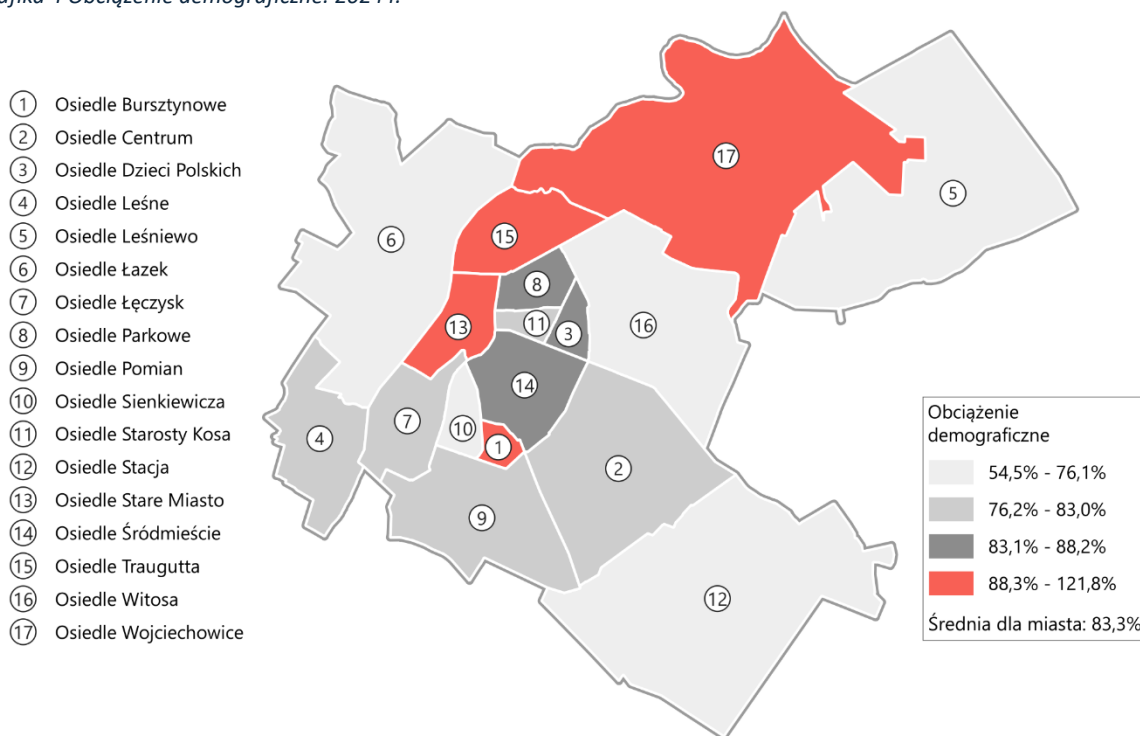 Obciążenie demograficzne. 2024 r.
1 Osiedle Bursztynowe
2 Osiedle Centrum
3 Osiedle Dzieci Polskich
4 Osiedle Leśne
5 Osiedle Leśniewo
6 Osiedle Łazek
7 Osiedle Łęczysk
8 Osiedle Parkowe
9 Osiedle Pomian
10 Osiedle Sienkiewicza
11 Osiedle Starosty Kosa
12 Osiedle Stacja
13 Osiedle Stare Miasto
14 Osiedle Śródmieście
15 Osiedle Traugutta
16 Osiedle Witosa
17 Osiedle Wojciechowice
17
5
6
15
8
11
3
16
13
14
7
10
1
4
2
9
12
Obciążenie
demograficzne
54,5% - 76,1%
76,2% - 83,0%
83,1% - 88,2%
88,3% - 121,8%
Średnia dla miasta: 83,3%